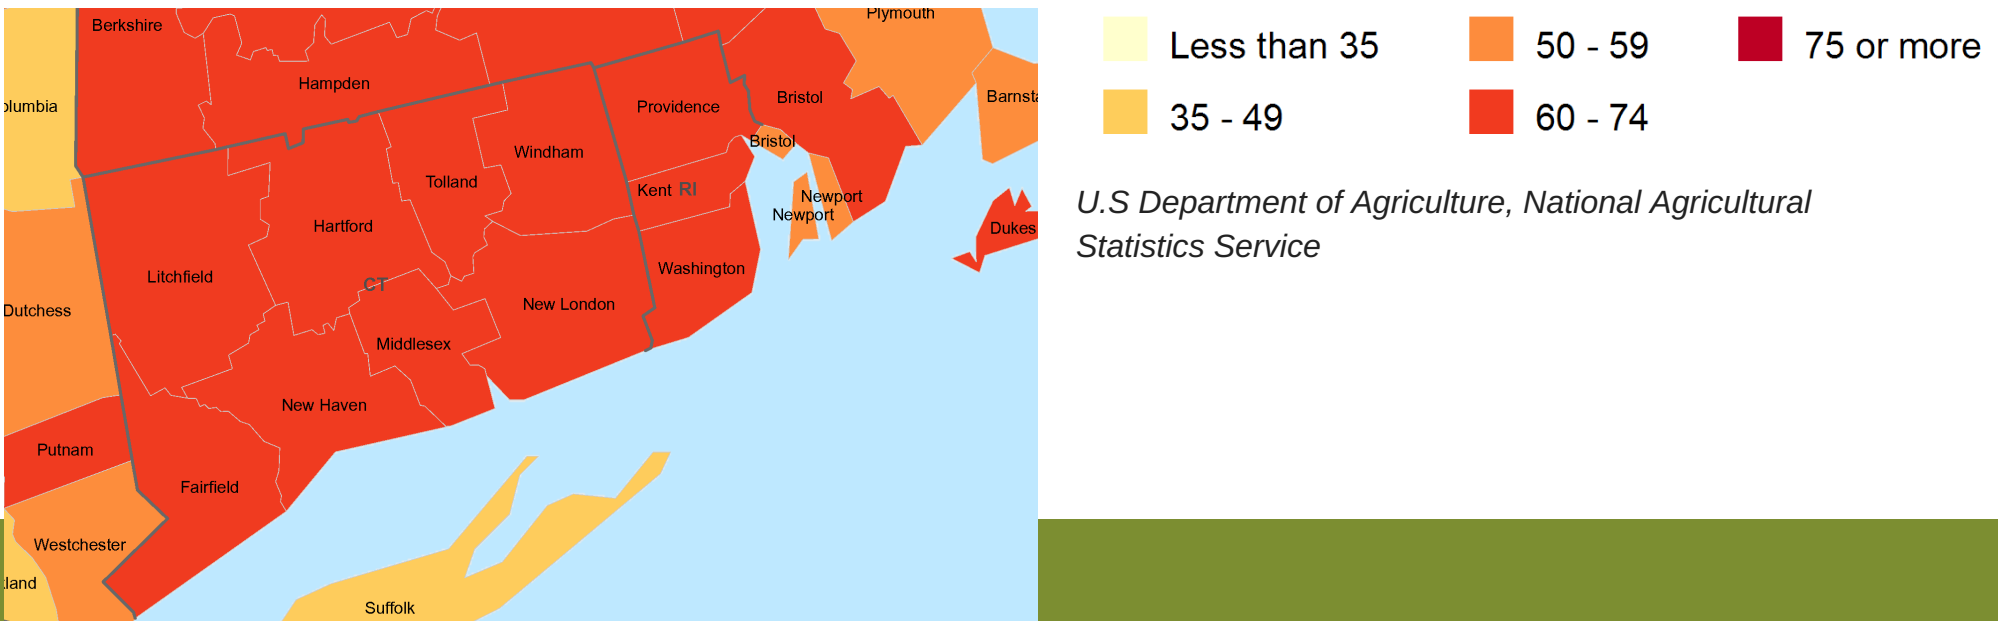 Berkshire
Plymouth
Hampden
olumbia
Providence
Bristol
Barnsta
Bristol
Windham
Tolland
Kent RI
Newport
Newport
Hartford
Dukes
Litchfield
CT
Washington
New London
Dutchess
Middlesex
New Haven
Putnam
Fairfield
Westchester
land
Suffolk
Less than 35
50 - 59
75 or more
35 - 49
60 - 74
U.S Department of Agriculture, National Agricultural
Statistics Service